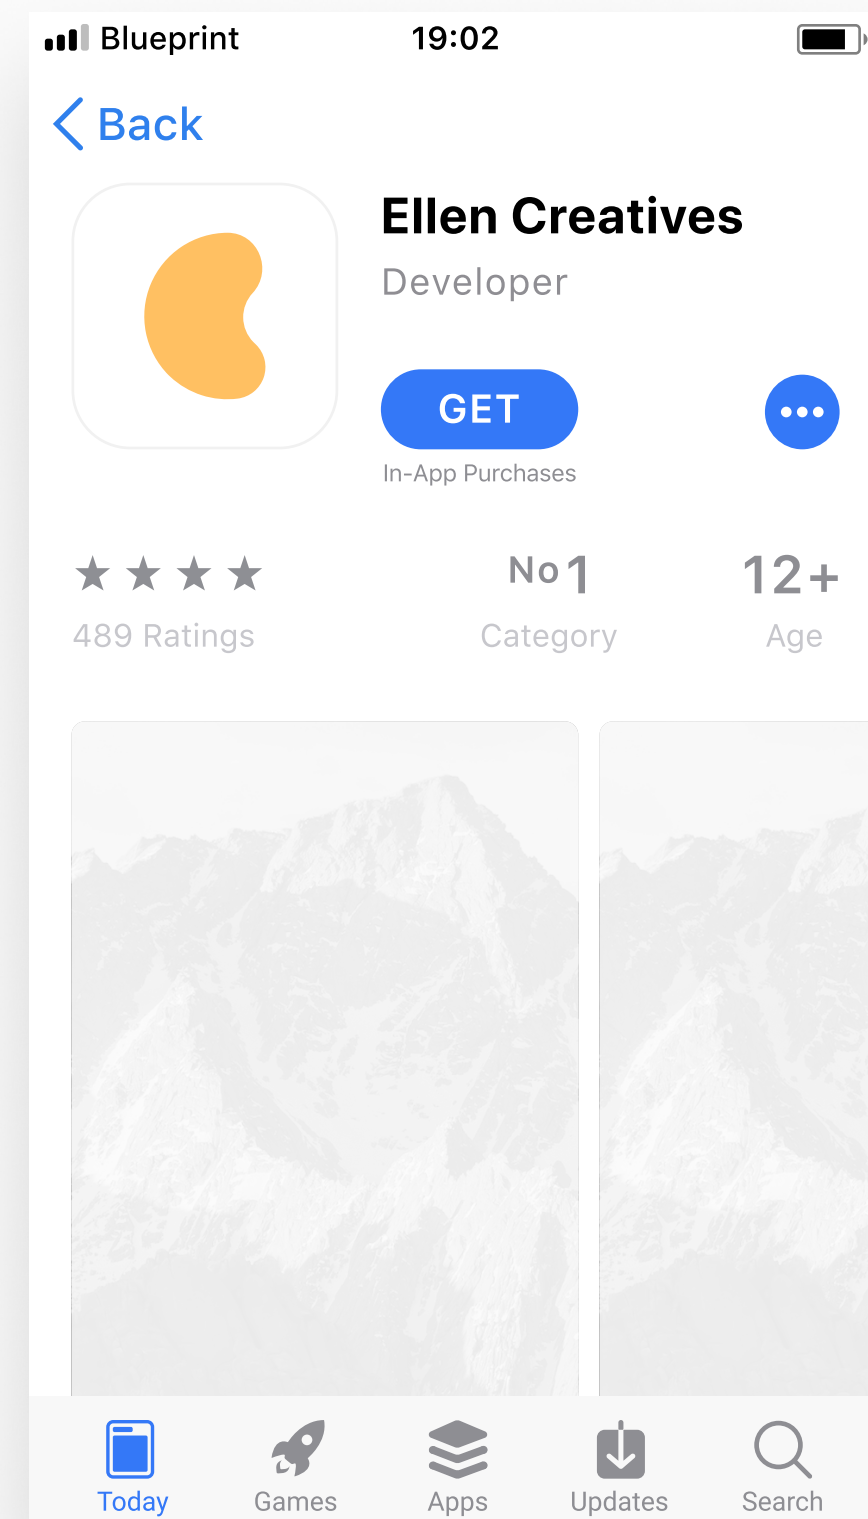 Blueprint
19:02
Back
Ellen Creatives
Developer
GET
In-App Purchases
No1
12+
489 Ratings
Category
Age
Today
Games
Apps
Updates
Search